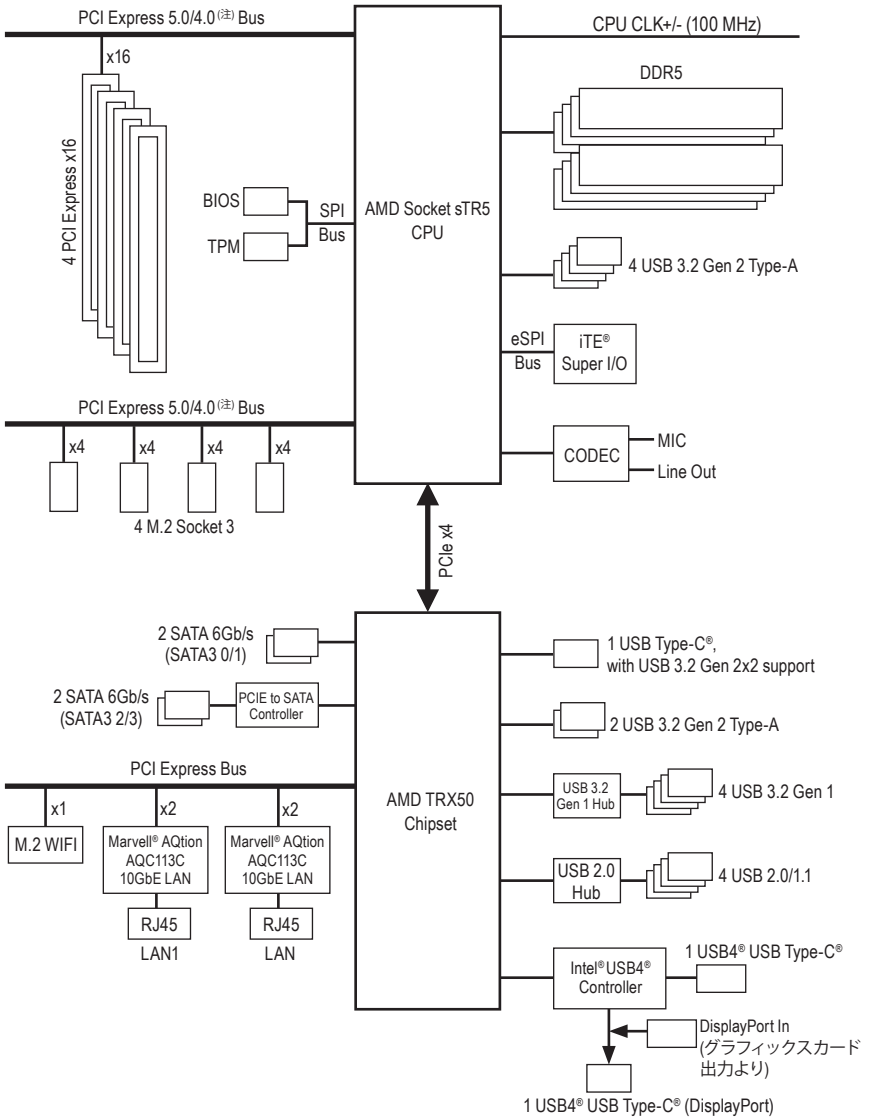 PCI Express 5.0/4.0 (注) Bus
CPU CLK+/- (100 MHz)
x16
DDR5
4 PCI Express x16
BIOS
SPI
Bus
TPM
AMD Socket sTR5
CPU
4 USB 3.2 Gen 2 Type-A
eSPI
Bus
iTE®
Super I/O
PCI Express 5.0/4.0 (注) Bus
x4
x4
x4
x4
CODEC
MIC
Line Out
4 M.2 Socket 3
PCIe x4
2 SATA 6Gb/s
(SATA3 0/1)
1 USB Type-C®,
with USB 3.2 Gen 2x2 support
2 SATA 6Gb/s
(SATA3 2/3)
PCIE to SATA
Controller
2 USB 3.2 Gen 2 Type-A
PCI Express Bus
AMD TRX50
Chipset
USB 3.2
Gen 1 Hub
4 USB 3.2 Gen 1
x1
x2
x2
M.2 WIFI
Marvell® AQtion
AQC113C
10GbE LAN
Marvell® AQtion
AQC113C
10GbE LAN
USB 2.0
Hub
4 USB 2.0/1.1
RJ45
RJ45
LAN1
LAN
Intel® USB4®
Controller
1 USB4® USB Type-C®
DisplayPort In
(グラフィックスカード
出力より)
1 USB4® USB Type-C® (DisplayPort)